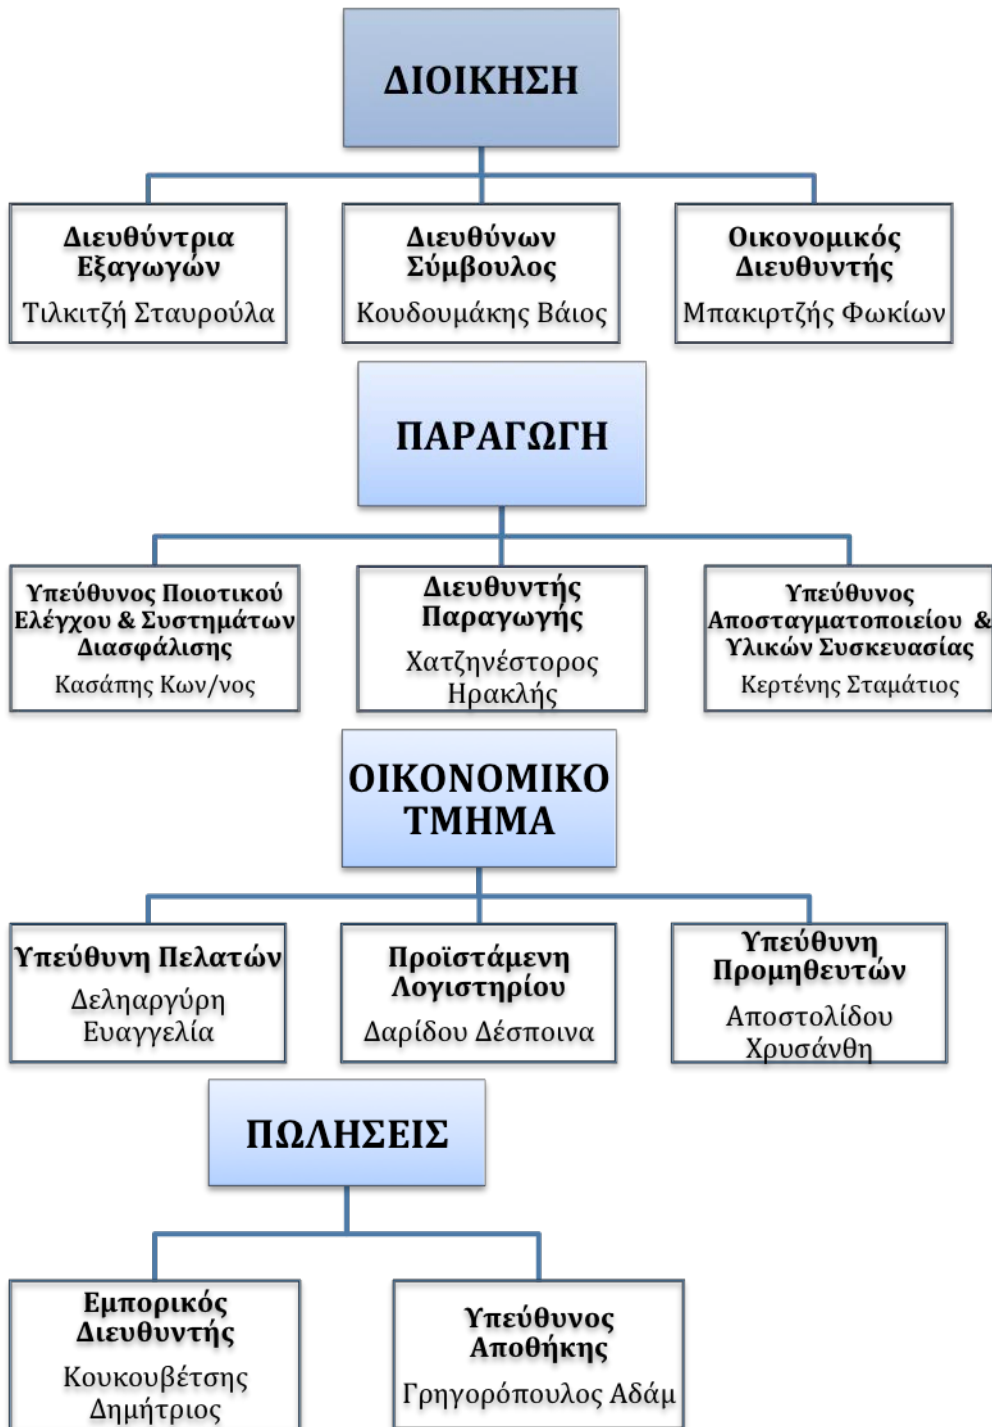 ΔΙΟΙΚΗΣΗ
Διευθύντρια
Εξαγωγών
Τιλκιτζή Σταυρούλα
Διευθύνων
Σύμβουλος
Κουδουμάκης Βάιος
Οικονομικός
Διευθυντής
Μπακιρτζής Φωκίων
ΠΑΡΑΓΩΓΗ
Υπεύθυνος Ποιοτικού
Ελέγχου & Συστημάτων
Διασφάλισης
Κασάπης Κων/νος
Διευθυντής
Παραγωγής
Χατζηνέστορος
Ηρακλής
Υπεύθυνος
Αποσταγματοποιείου &
Υλικών Συσκευασίας
Κερτένης Σταμάτιος
ΟΙΚΟΝΟΜΙΚΟ
ΤΜΗΜΑ
Υπεύθυνη Πελατών
Δεληαργύρη
Ευαγγελία
Προϊστάμενη
Λογιστηρίου
Δαρίδου Δέσποινα
Υπεύθυνη
Προμηθευτών
Αποστολίδου
Χρυσάνθη
ΠΩΛΗΣΕΙΣ
Εμπορικός
Διευθυντής
Κουκουβέτσης
Δημήτριος
Υπεύθυνος
Αποθήκης
Γρηγορόπουλος Αδάμ